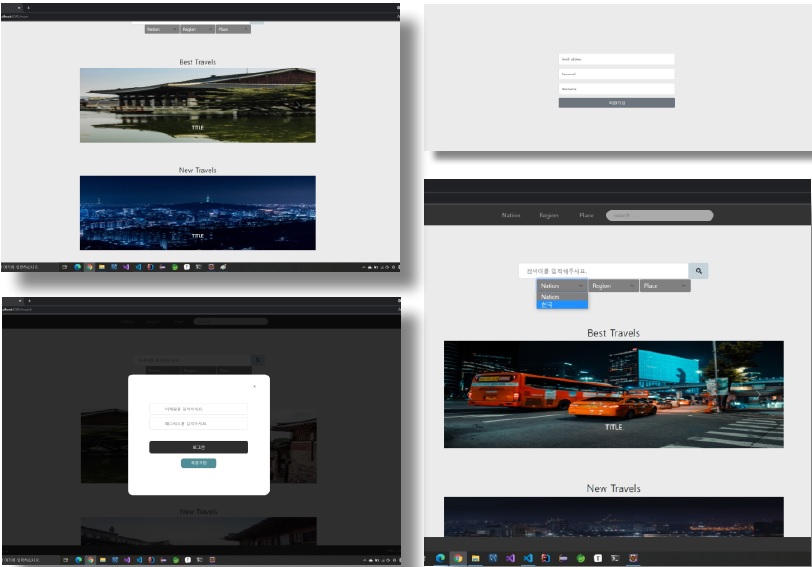 Nation Region Place
Best Travels
TITLE
New Travels
TITLE
Email address
Password
회원가입
Nation Region Place search
검색어를 입력해주세요.
Nation Region Place
Nation
한국
Best Travels
TITLE
New Travels
이메일을 입력하세요.
패스워드를 입력하세요.
로그인
회원가입
New Travels